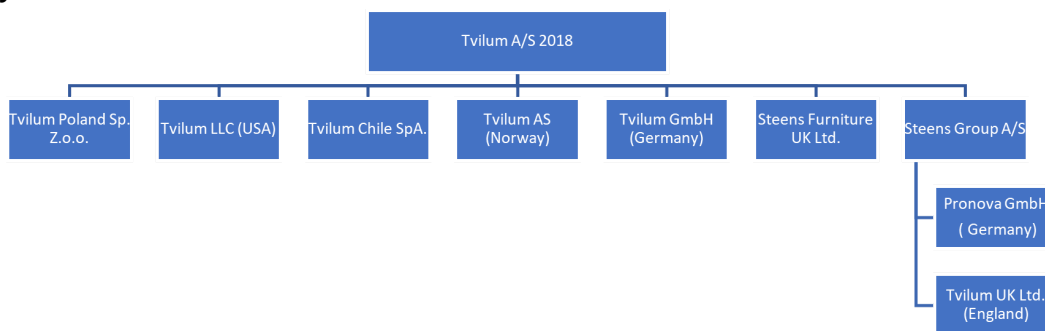 Tvilum A/S 2018
Tvilum Poland Sp.
Z.o.o.
Tvilum LLC (USA)
Tvilum Chile SpA.
Tvilum AS
(Norway)
Tvilum GmbH
(Germany)
Steens Furniture
UK Ltd.
Steens Group A/S
Pronova GmbH
( Germany)
Tvilum UK Ltd.
(England)